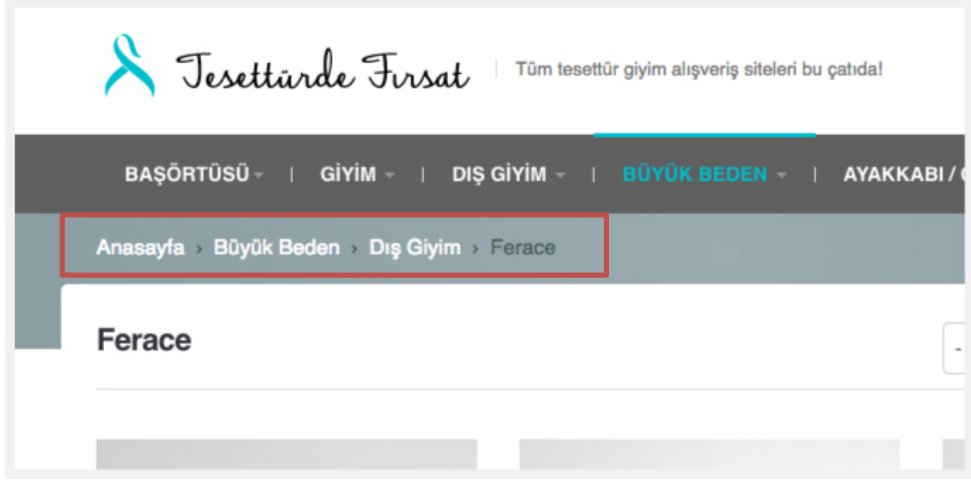 Tesettürde Fırsat | Tüm tesettür giyim alışveriş siteleri bu çatıda!
BAŞÖRTÜSÜ | GİYİM | DIŞ GİYİM | BÜYÜK BEDEN | AYAKKABI /
Anasayfa › Büyük Beden › Dış Giyim › Ferace
Ferace
-